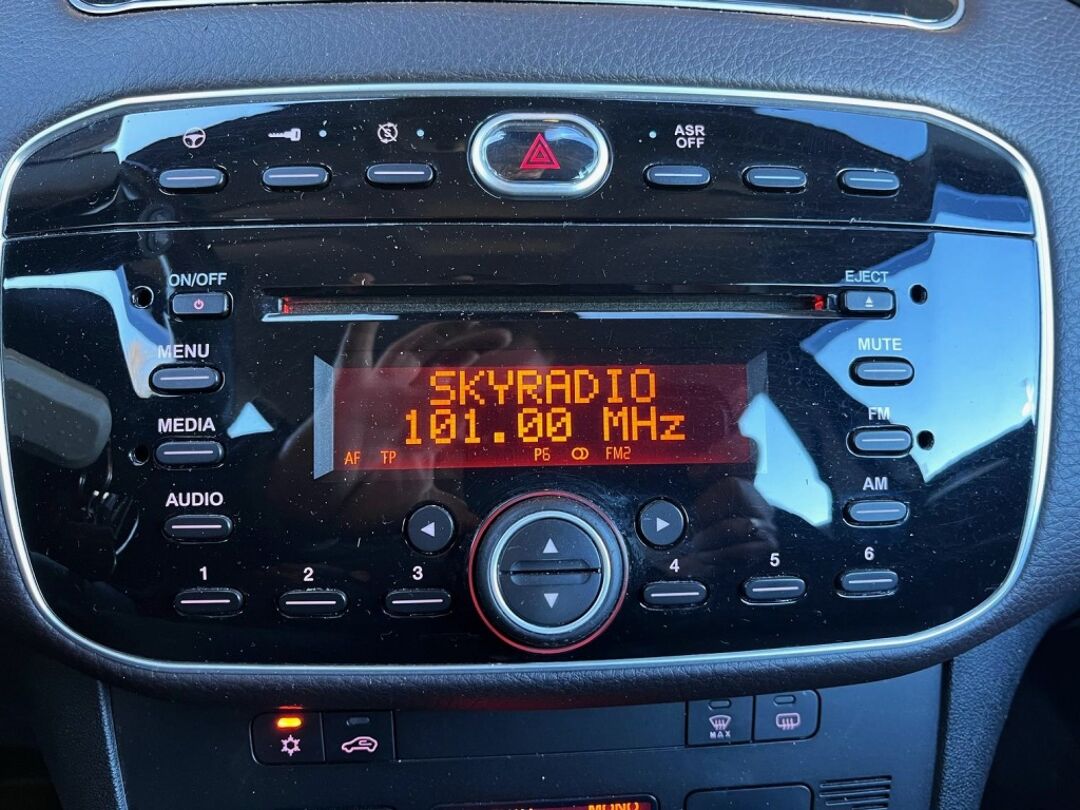 ASR
OFF
ON/OFF
EJECT
MENU
MUTE
SKYRADIO
101.00 MHz
FM
MEDIA
AF TP P6 FM2
AM
AUDIO
1 2 3 4 5 6
MAX
MONO